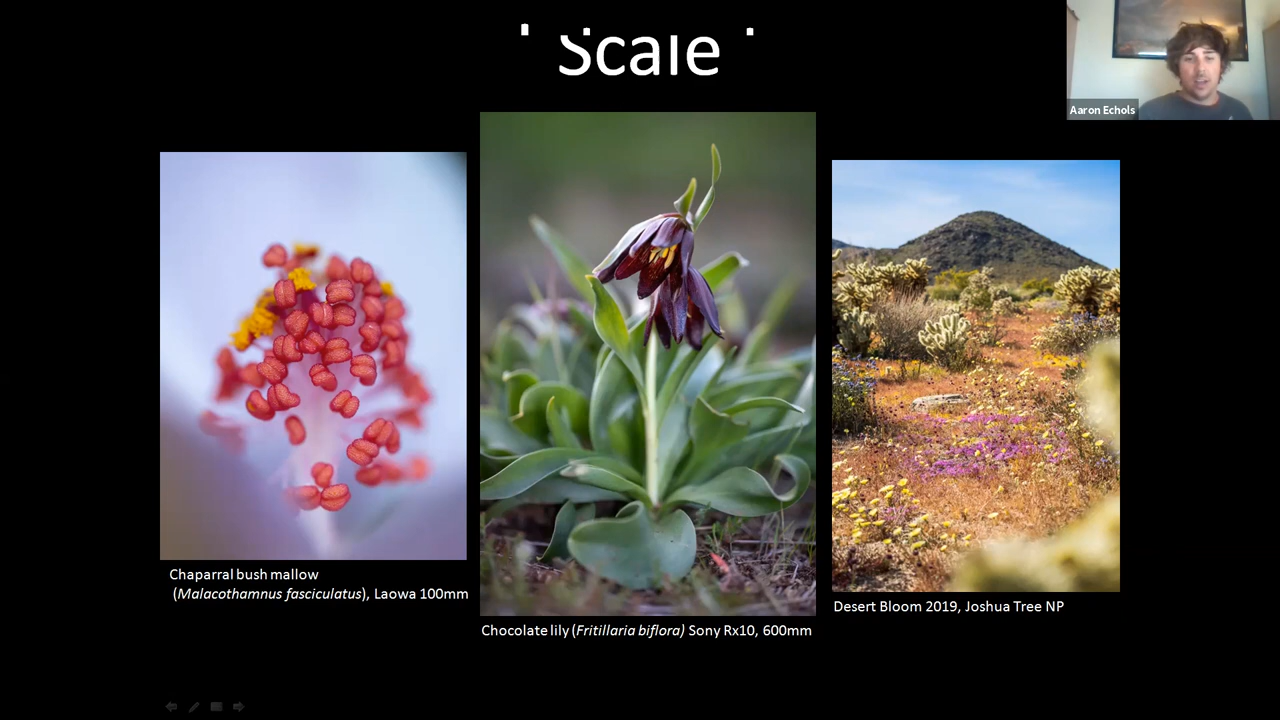 Scale
Aaron Echols
Chaparral bush mallow
(Malacothamnus fasciculatus), Laowa 100mm
Chocolate lily (Fritillaria biflora) Sony Rx10, 600mm
Desert Bloom 2019, Joshua Tree NP